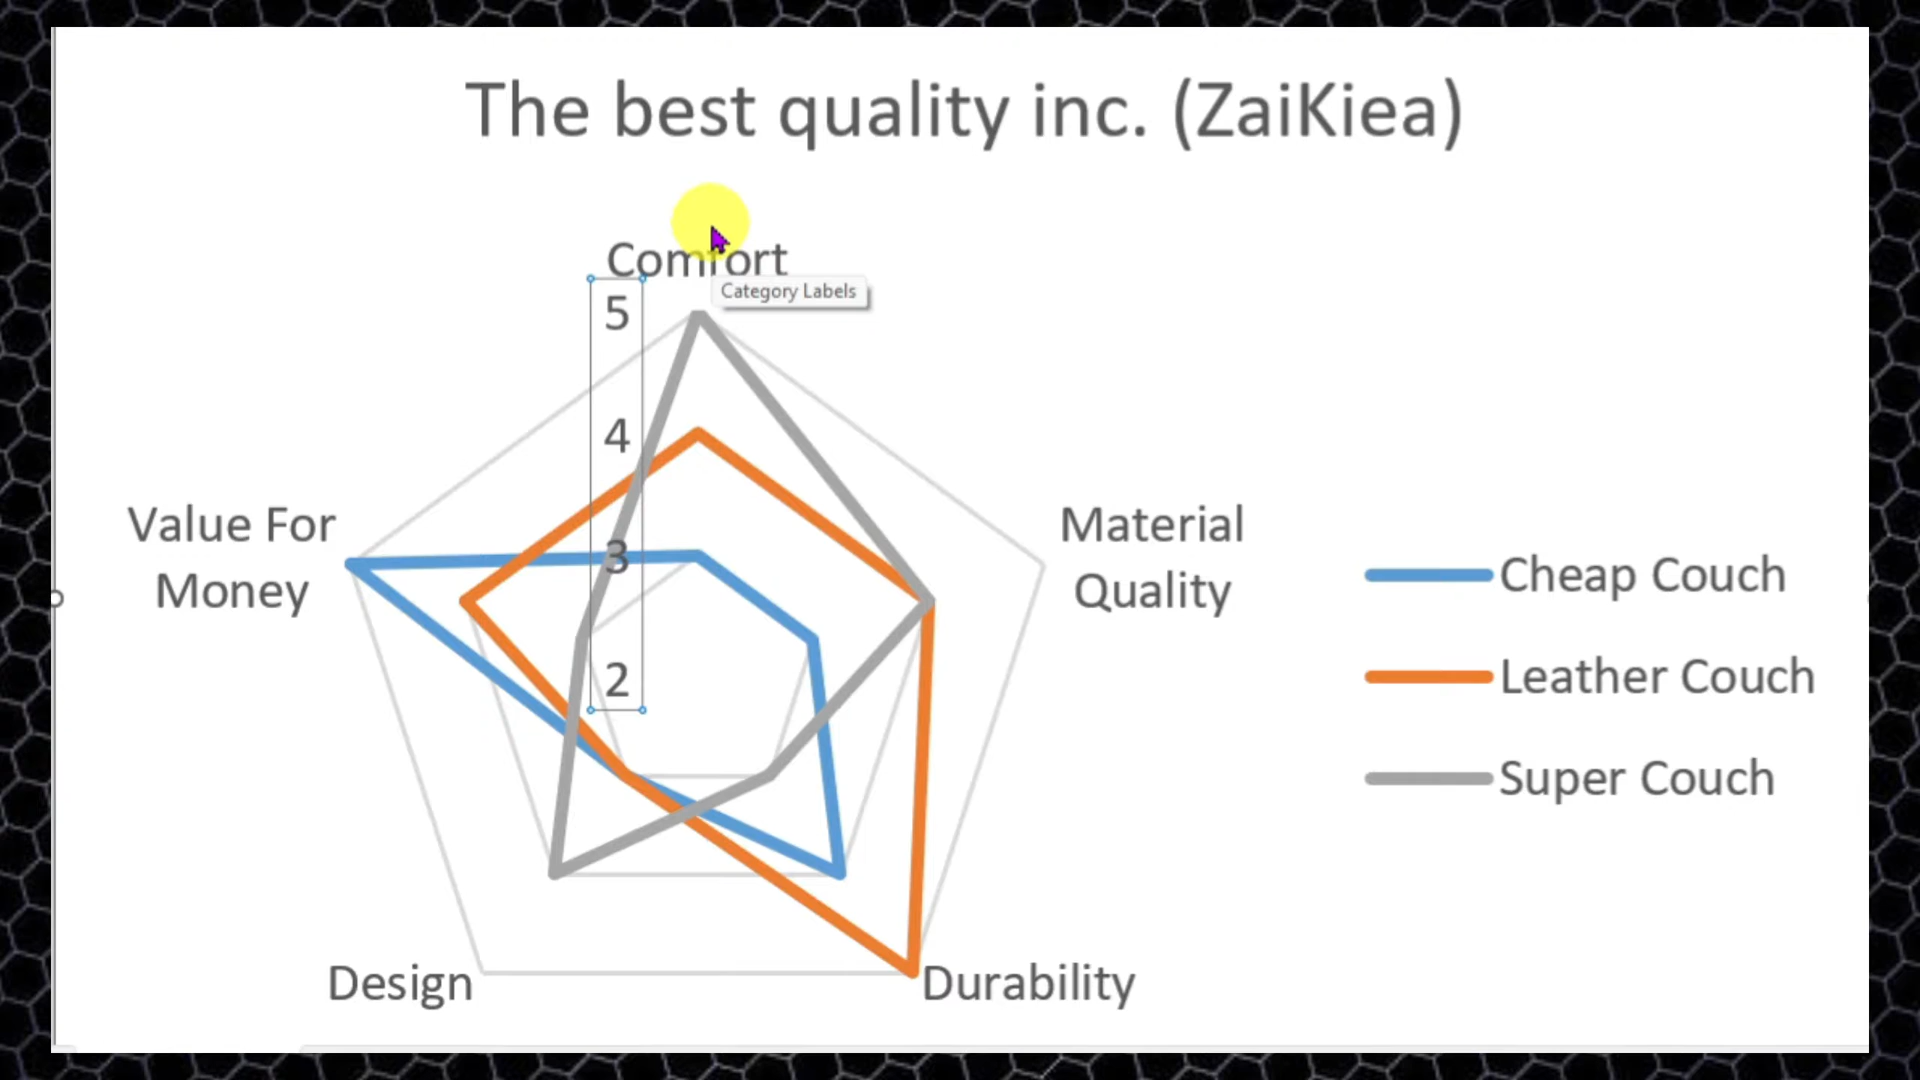 The best quality inc. (ZaiKiea)
Comfort
Category Labels
5
4
3
2
Value For
Money
Material
Quality
Design
Durability
Cheap Couch
Leather Couch
Super Couch